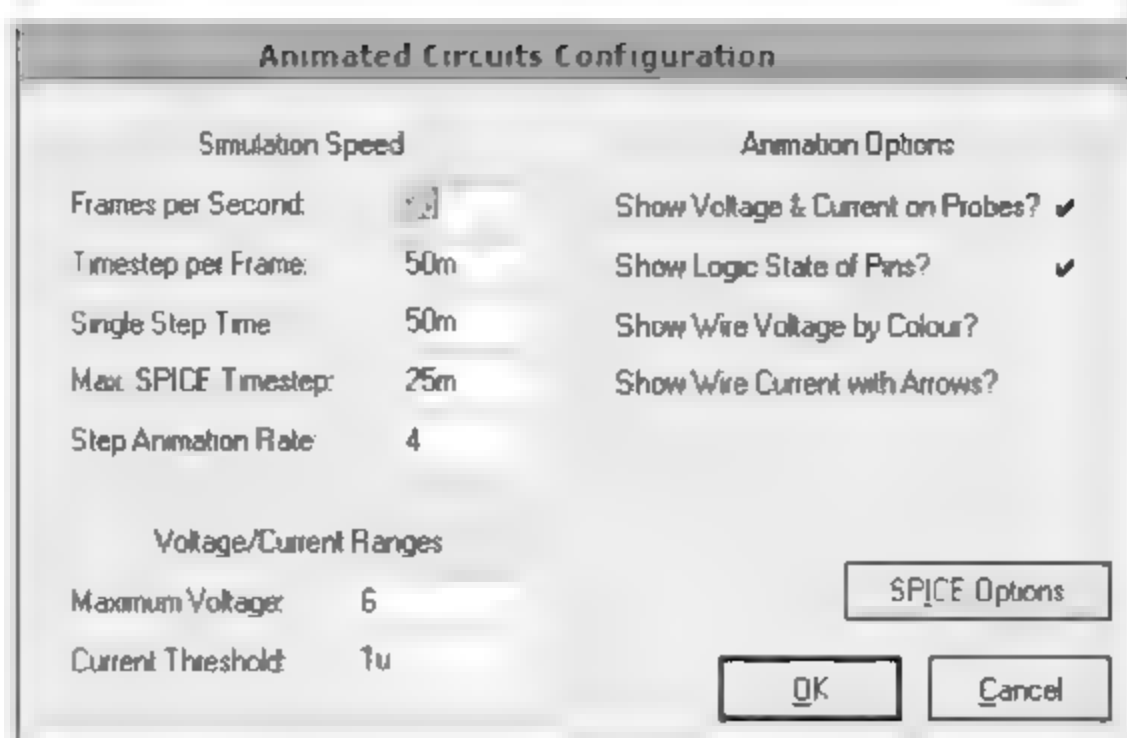 Animated Circuits Configuration
Simulation Speed
Frames per Second:
Timestep per Frame: 50m
Single Step Time 50m
Max. SPICE Timestep: 25m
Step Animation Rate 4
Voltage/Current Ranges
Maximum Voltage: 6
Current Threshold: 1u
Animation Options
Show Voltage & Current on Probes? ✔
Show Logic State of Pins? ✔
Show Wire Voltage by Colour?
Show Wire Current with Arrows?
SPICE Options
OK
Cancel